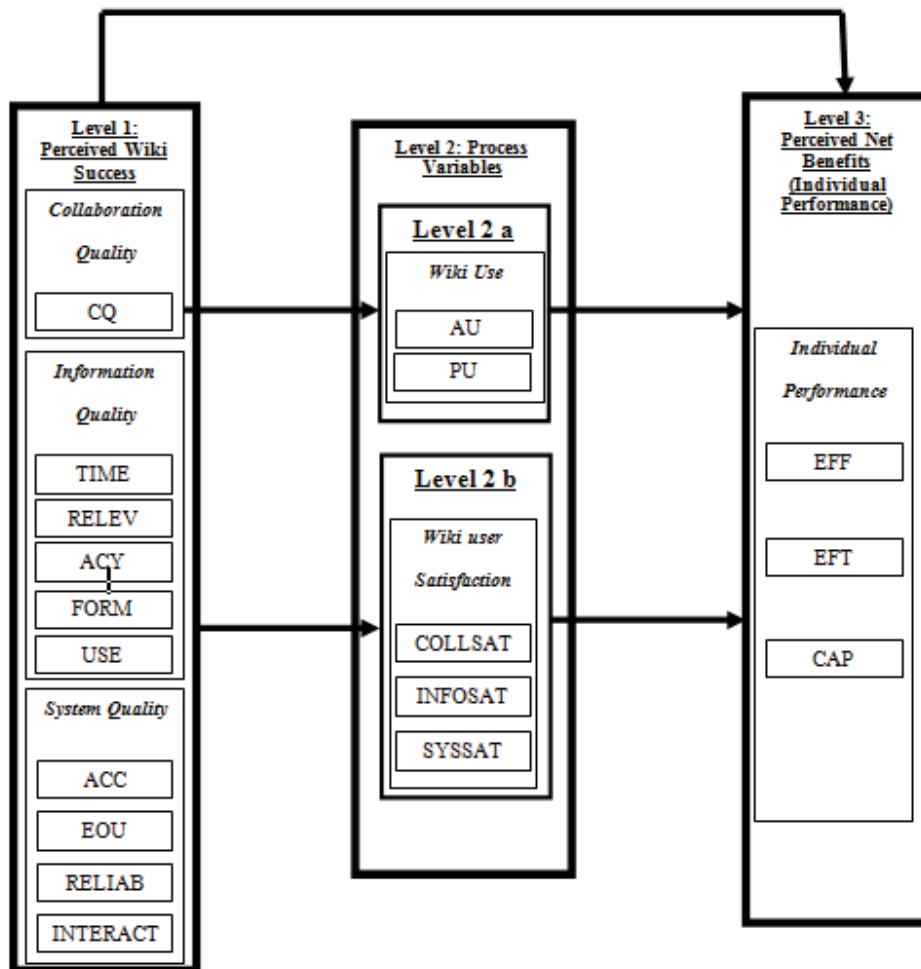 Level 1:
Perceived Wiki
Success
Collaboration
Quality
CQ
Information
Quality
TIME
RELEV
ACY
FORM
USE
System Quality
ACC
EOU
RELIAB
INTERACT
Level 2: Process
Variables
Level 2 a
Wiki Use
AU
PU
Level 2 b
Wiki user
Satisfaction
COLLSAT
INFOSAT
SYSSAT
Level 3:
Perceived Net
Benefits
(Individual
Performance)
Individual
Performance
EFF
EFT
CAP